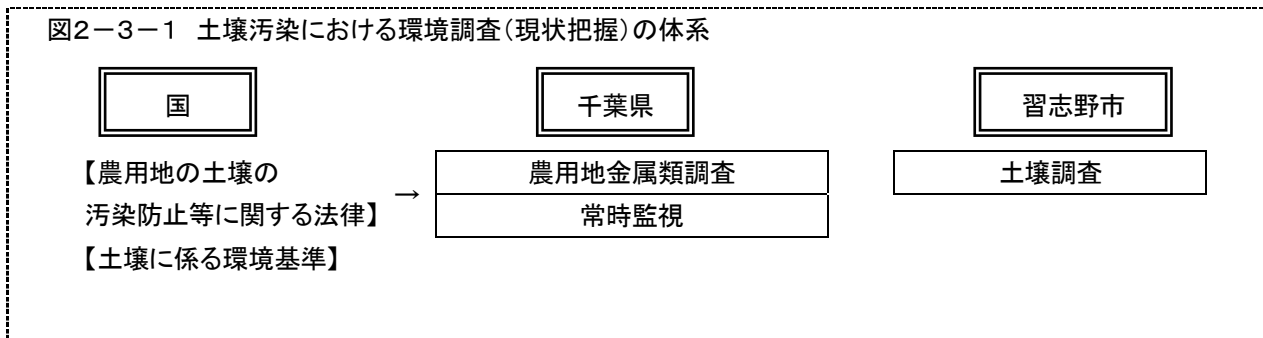 図2-3-1 土壌汚染における環境調査(現状把握)の体系
国
千葉県
習志野市
【農用地の土壌の
汚染防止等に関する法律】
【土壌に係る環境基準】
→
農用地金属類調査
常時監視
土壌調査